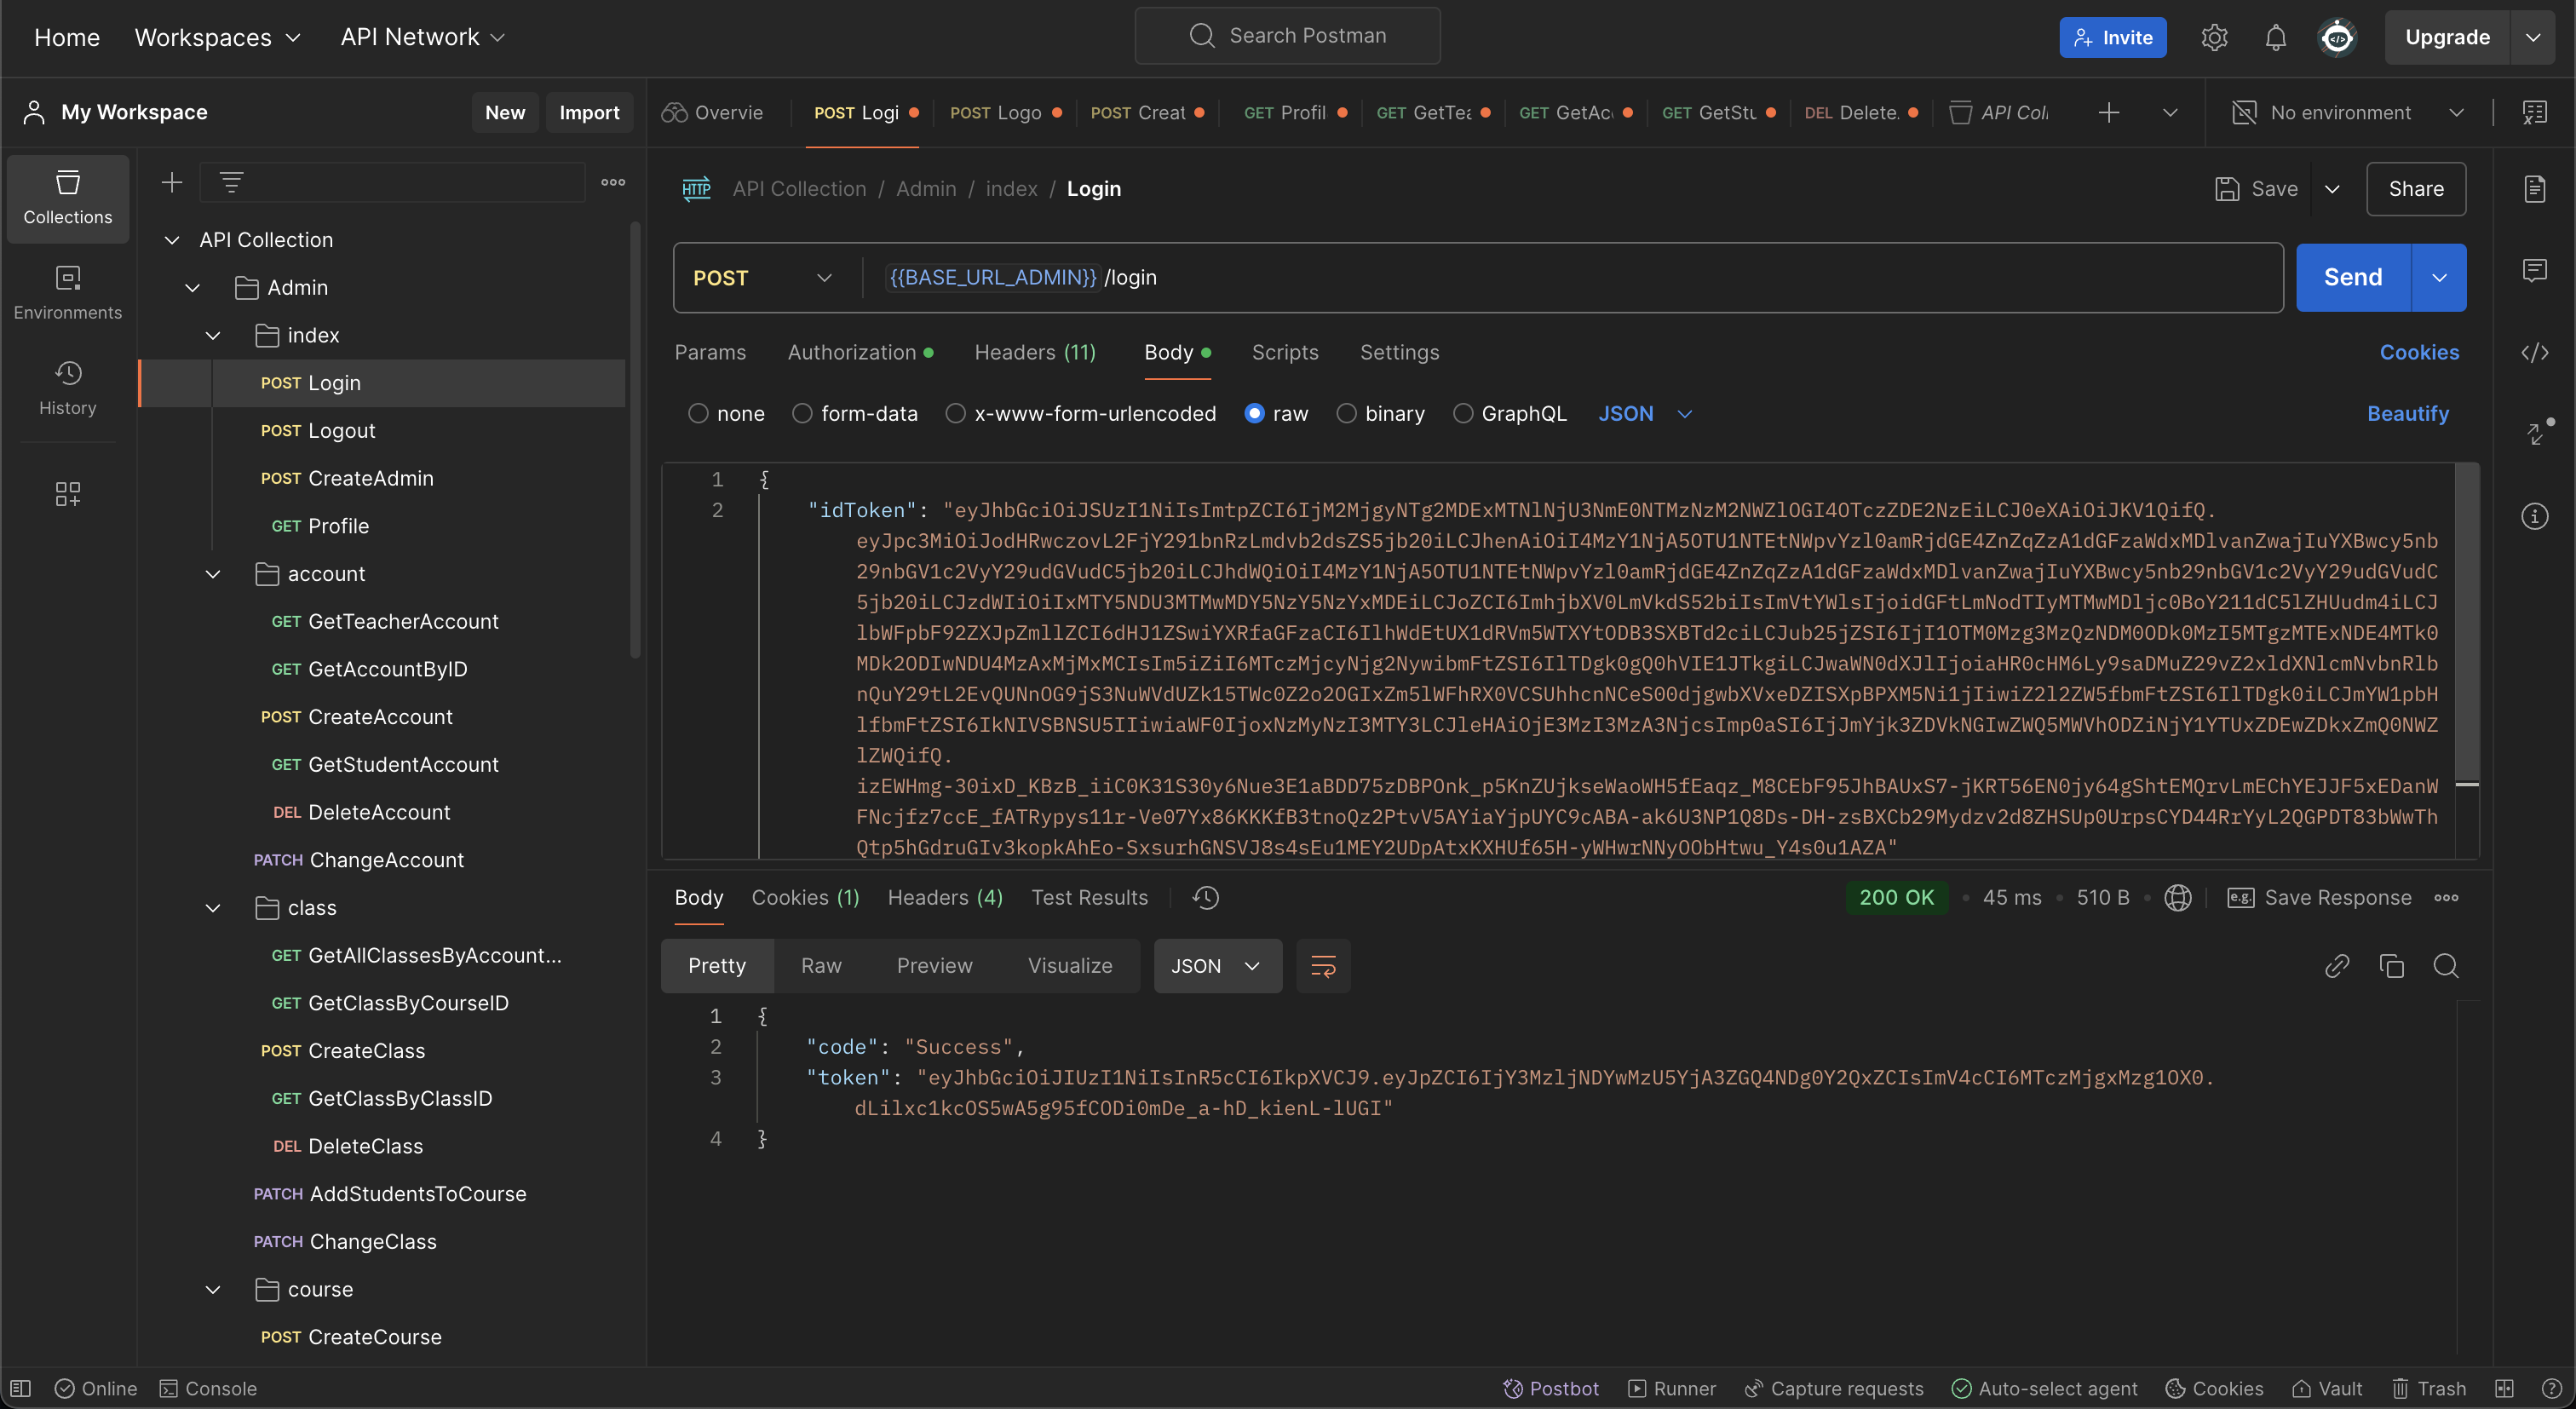 Home
Workspaces
API Network
Search Postman
Invite
Upgrade
My Workspace
New
Import
Overvie
POST Logi
POST Logo
POST Creat
GET Profil
GET GetTea
GET GetAc
GET GetStu
DEL Delete.
API Coll
No environment
Collections
Environments
History
API Collection
Admin
index
POST Login
POST Logout
POST CreateAdmin
GET Profile
account
GET GetTeacherAccount
GET GetAccountByID
POST CreateAccount
GET GetStudentAccount
DEL DeleteAccount
PATCH ChangeAccount
class
GET GetAllClassesByAccount...
GET GetClassByCourseID
POST CreateClass
GET GetClassByClassID
DEL DeleteClass
PATCH AddStudentsToCourse
PATCH ChangeClass
course
POST CreateCourse
HTTP
API Collection / Admin / index / Login
Save
Share
POST
{{BASE_URL_ADMIN}} /login
Send
Params
Authorization
Headers (11)
Body
Scripts
Settings
Cookies
none
form-data
x-www-form-urlencoded
raw
binary
GraphQL
JSON
Beautify
1 {
2 "idToken": "eyJhbGciOiJSUzI1NiIsImtpZCI6IjM2MjgyNTg2MDExMTNlNjU3NmE0NTMzNzM2NWZlOGI4OTczZDE2NzEiLCJ0eXAiOiJKV1QifQ.
eyJpc3MiOiJodHRwczovL2FjY291bnRzLmdvb2dsZS5jb20iLCJhenAiOiI4MzY1NjA5OTU1NTEtNWpvYzl0amRjdGE4ZnZqZzA1dGFzaWdxMDlvanZwajIuYXBwcy5nb
29nbGV1c2VyY29udGVudC5jb20iLCJhdWQiOiI4MzY1NjA5OTU1NTEtNWpvYzl0amRjdGE4ZnZqZzA1dGFzaWdxMDlvanZwajIuYXBwcy5nb29nbGV1c2VyY29udGVudC
5jb20iLCJzdWIiOiIxMTY5NDU3MTMwMDY5NzY5NzYxMDEiLCJoZCI6ImhjbXV0LmVkdS52biIsImVtYWlsIjoidGFtLmNodTIyMTMwMDljc0BoY211dC5lZHUudm4iLCJ
lbWFpbF92ZXJpZmllZCI6dHJ1ZSwiYXRfaGFzaCI6IlhWdEtUX1dRVm5WTXYtODB3SXBTd2ciLCJub25jZSI6IjI1OTM0Mzg3MzQzNDM0ODk0MzI5MTgzMTExNDE4MTk0
MDk2ODIwNDU4MzAxMjMxMCIsIm5iZiI6MTczMjcyNjg2NywibmFtZSI6IlTDgk0gQ0hVIE1JTkgiLCJwaWN0dXJlIjoiaHR0cHM6Ly9saDMuZ29vZ2xldXNlcmNvbnRlb
nQuY29tL2EvQUNnOG9jS3NuWVdUZk15TWc0Z2o2OGIxZm5lWFhRX0VCSUhhcnNCeS00djgwbXVxeDZISXpBPXM5Ni1jIiwiZ2l2ZW5fbmFtZSI6IlTDgk0iLCJmYW1pbH
lfbmFtZSI6IkNIVSBNSU5IIiwiaWF0IjoxNzMyNzI3MTY3LCJleHAiOjE3MzI3MzA3NjcsImp0aSI6IjJmYjk3ZDVkNGIwZWQ5MWVhODZiNjY1YTUxZDEwZDkxZmQ0NWZ
lZWQifQ.
izEWHmg-30ixD_KBzB_iiC0K31S30y6Nue3E1aBDD75zDBPOnk_p5KnZUjkseWaoWH5fEaqz_M8CEbF95JhBAUxS7-jKRT56EN0jy64gShtEMQrvLmEChYEJJF5xEDanW
FNcjfz7ccE_fATRypys11r-Ve07Yx86KKKfB3tnoQz2PtvV5AYiaYjpUYC9cABA-ak6U3NP1Q8Ds-DH-zsBXCb29Mydzv2d8ZHSUp0UrpsCYD44RrYyL2QGPDT83bWwTh
Qtp5hGdruGIv3kopkAhEo-SxsurhGNSVJ8s4sEu1MEY2UDpAtxKXHUf65H-yWHwrNNyOObHtwu_Y4s0u1AZA"
Body
Cookies (1)
Headers (4)
Test Results
200 OK
45 ms
510 B
e.g.
Save Response
Pretty
Raw
Preview
Visualize
JSON
1 {
2 "code": "Success",
3 "token": "eyJhbGciOiJIUzI1NiIsInR5cCI6IkpXVCJ9.eyJpZCI6IjY3MzljNDYwMzU5YjA3ZGQ4NDg0Y2QxZCIsImV4cCI6MTczMjgxMzg1OX0.
dLilxc1kcOS5wA5g95fCODi0mDe_a-hD_kienL-lUGI"
4 }
Online
Console
Postbot
Runner
Capture requests
Auto-select agent
Cookies
Vault
Trash